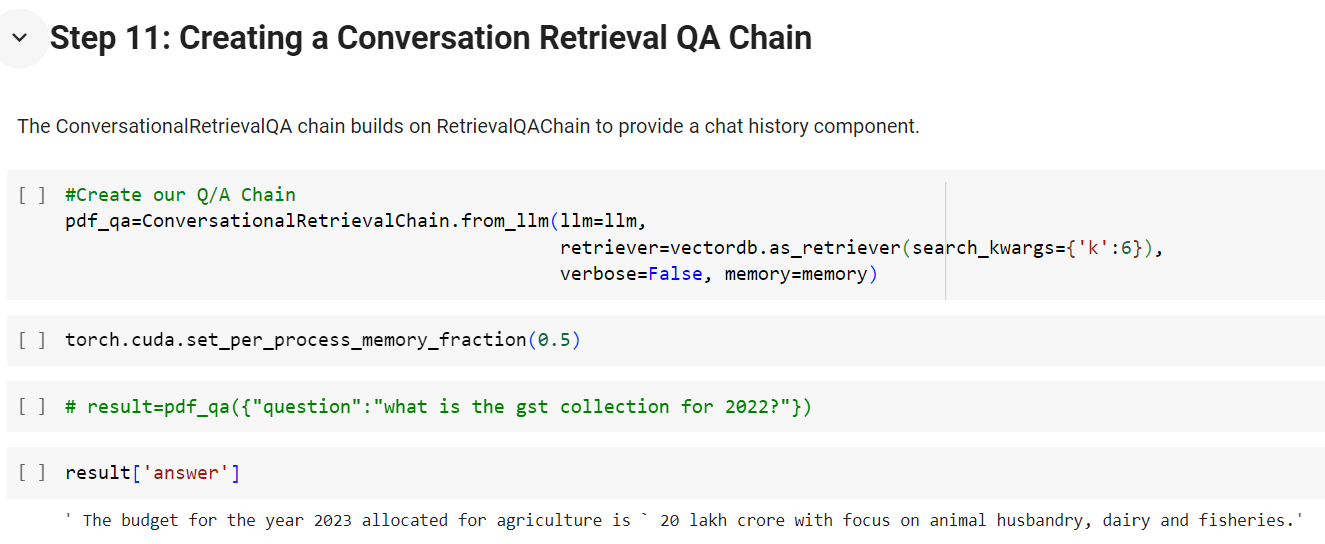 Step 11: Creating a Conversation Retrieval QA Chain
The ConversationalRetrievalQA chain builds on RetrievalQAChain to provide a chat history component.
[ ] #Create our Q/A Chain
pdf_qa=ConversationalRetrievalChain.from_llm(llm=llm,
retriever=vectordb.as_retriever(search_kwargs={'k':6}),
verbose=False, memory=memory)
[ ] torch.cuda.set_per_process_memory_fraction(0.5)
[ ] # result=pdf_qa({"question":"what is the gst collection for 2022?"})
[ ] result['answer']
' The budget for the year 2023 allocated for agriculture is ` 20 lakh crore with focus on animal husbandry, dairy and fisheries.'